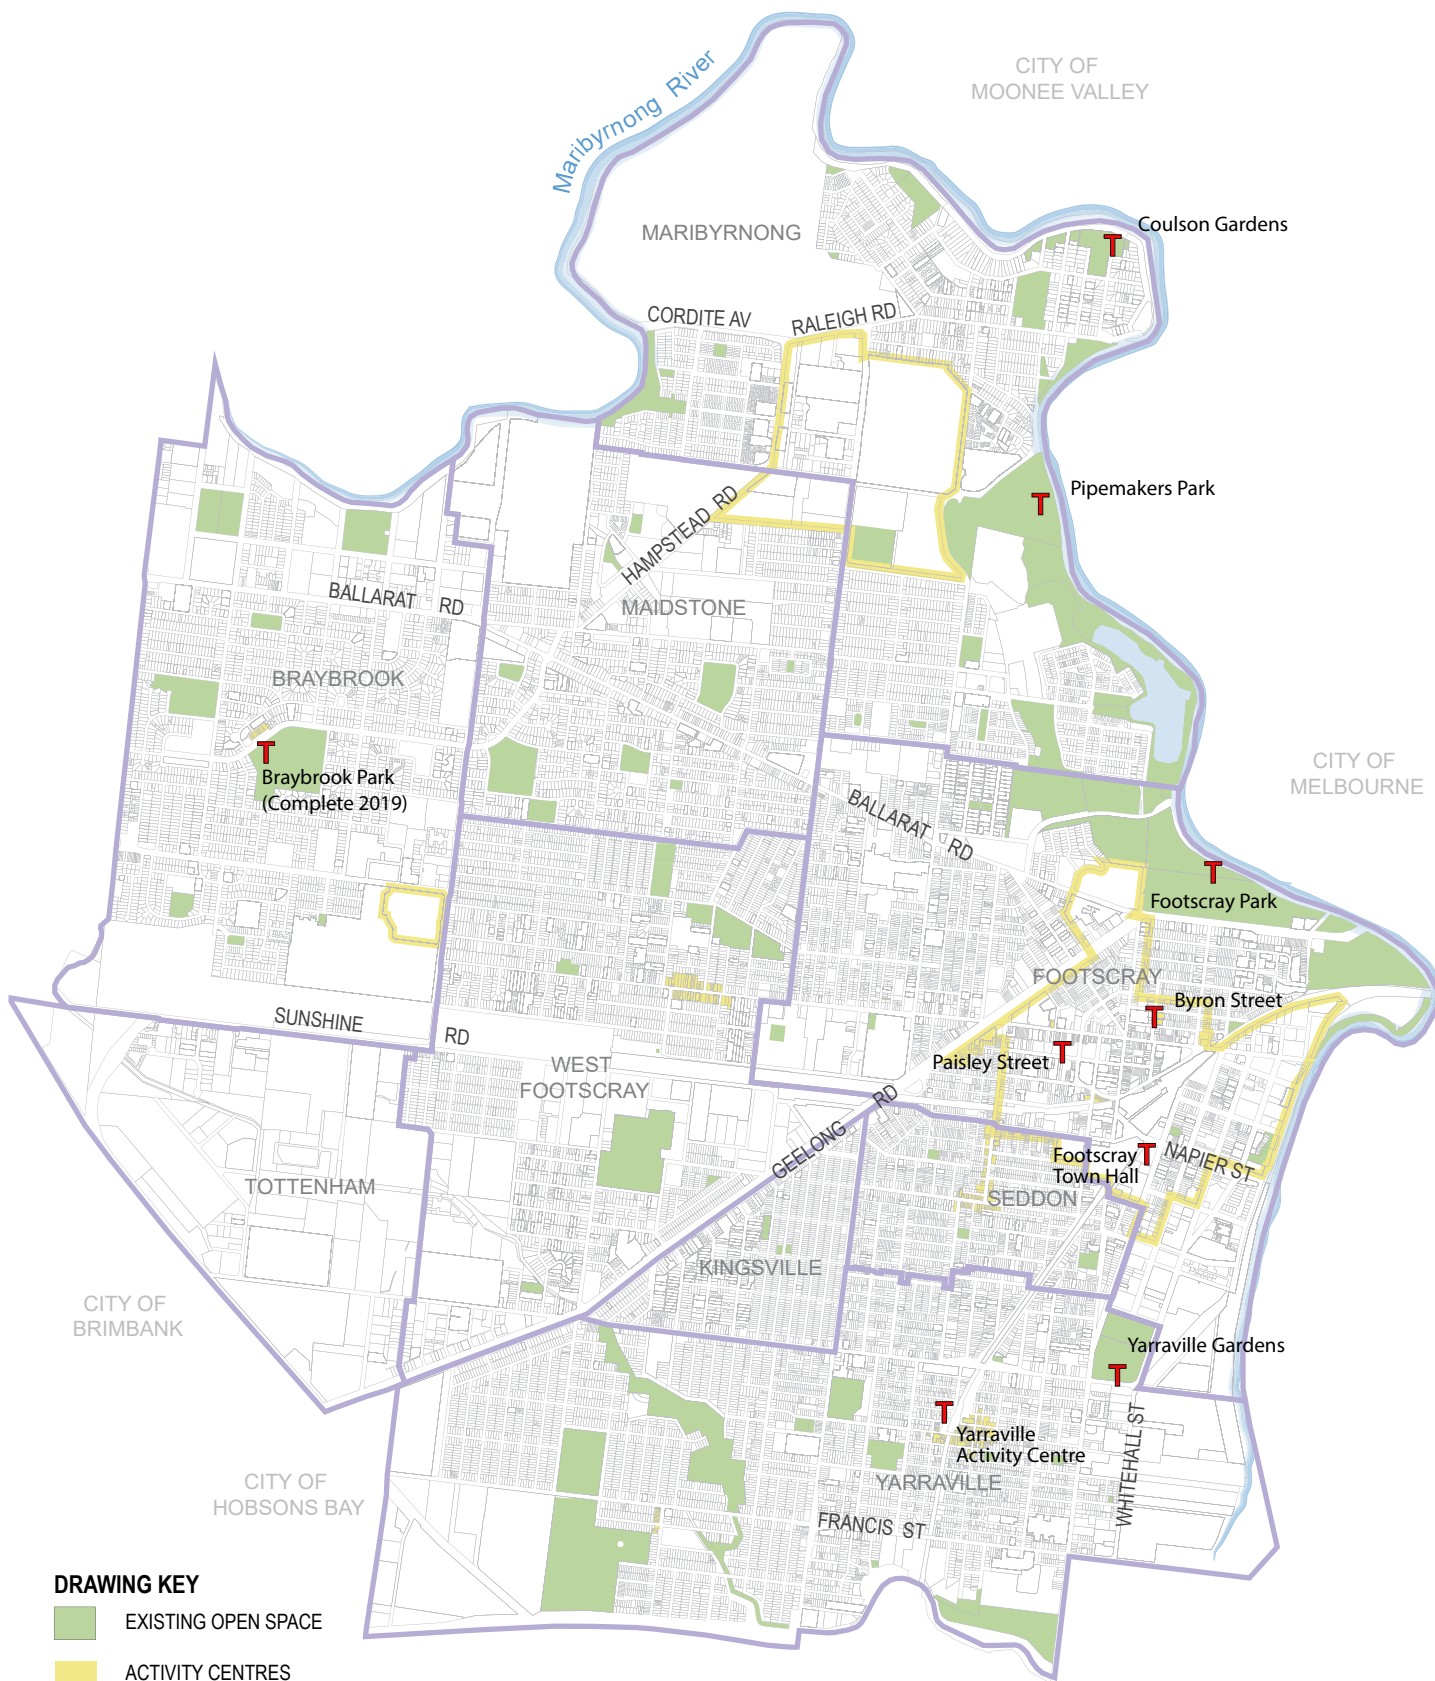 CITY OF
MOONEE VALLEY
Maribyrnong River
Coulson Gardens
MARIBYRNONG
CORDITE AV
RALEIGH RD
Pipemakers Park
HAMPSTEAD RD
MAIDSTONE
BALLARAT RD
BRAYBROOK
T
T
T
Braybrook Park
(Complete 2019)
CITY OF
MELBOURNE
BALLARAT RD
T
Footscray Park
FOOTSCRAY
Byron Street
T
Paisley Street
T
SUNSHINE RD
WEST
FOOTSCRAY
GEELONG RD
Footscray
Town Hall
T
NAPIER ST
TOTTENHAM
SEDDON
KINGSVILLE
CITY OF
BRIMBANK
Yarraville Gardens
T
T
Yarraville
Activity Centre
YARRAVILLE
WHITEHALL ST
CITY OF
HOBSONS BAY
FRANCIS ST
DRAWING KEY
EXISTING OPEN SPACE
ACTIVITY CENTRES